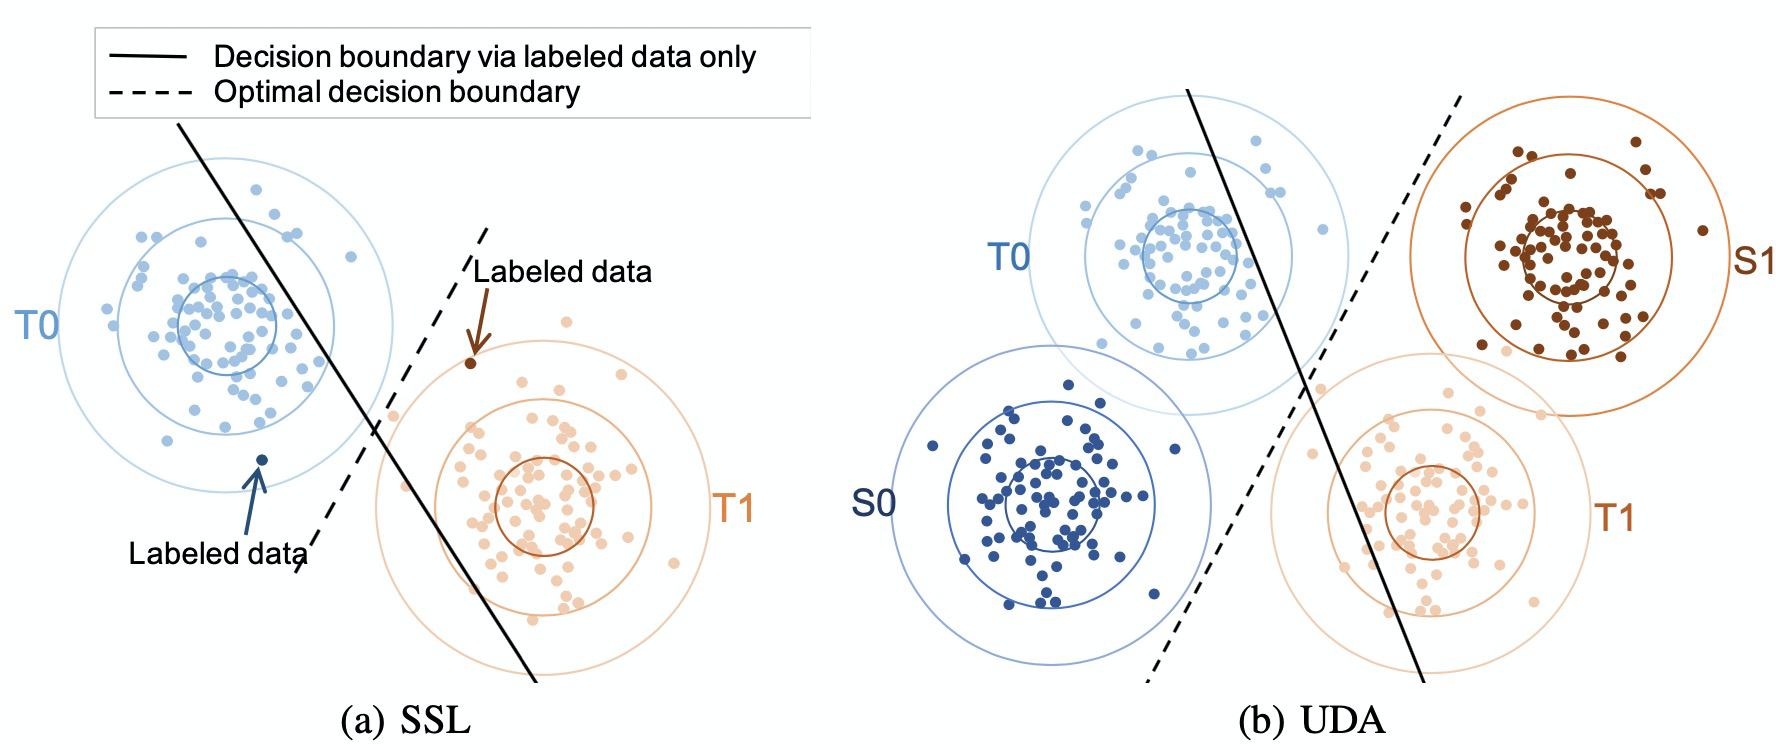 Decision boundary via labeled data only
Optimal decision boundary
T0
Labeled data
Labeled data
T1
(a) SSL
T0
S1
S0
T1
(b) UDA